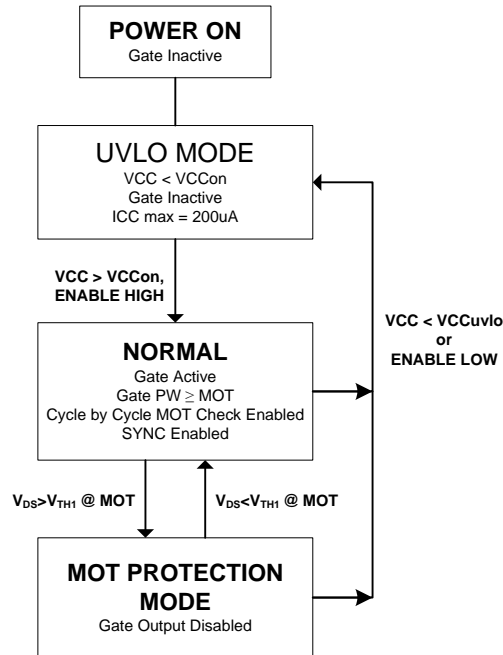 POWER ON
Gate Inactive
UVLO MODE
VCC < VCCon
Gate Inactive
ICC max = 200uA
VCC > VCCon,
ENABLE HIGH
VCC < VCCuvlo
or
ENABLE LOW
NORMAL
Gate Active
Gate PW ≥ MOT
Cycle by Cycle MOT Check Enabled
SYNC Enabled
VDS>VTH1 @ MOT
VDS<VTH1 @ MOT
MOT PROTECTION
MODE
Gate Output Disabled